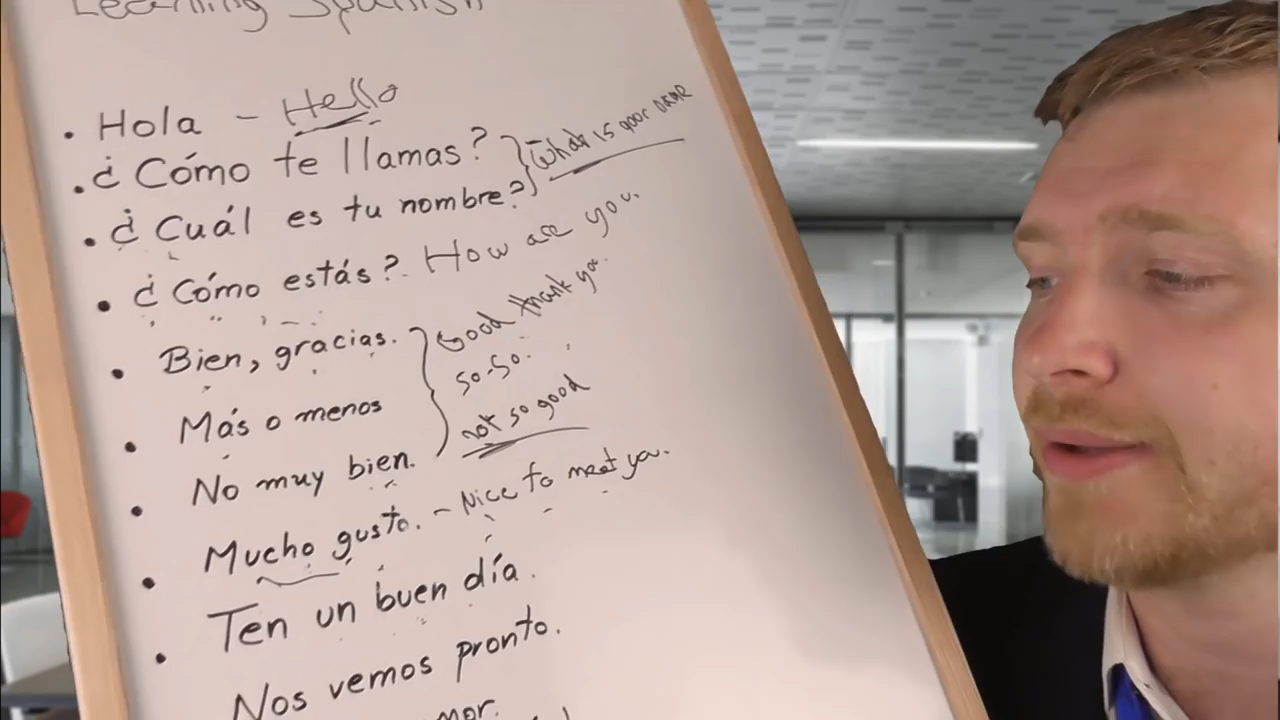 Learning Spanish
• Hola - Hello
• ¿Cómo te llamas? } What is your name
• ¿Cuál es tu nombre?
• ¿Cómo estás? How are you.
• Bien, gracias. } Good thank you.
• Más o menos so-so.
• No muy bien. not so good
• Mucho gusto. - Nice to meet you.
• Ten un buen día.
Nos vemos pronto.